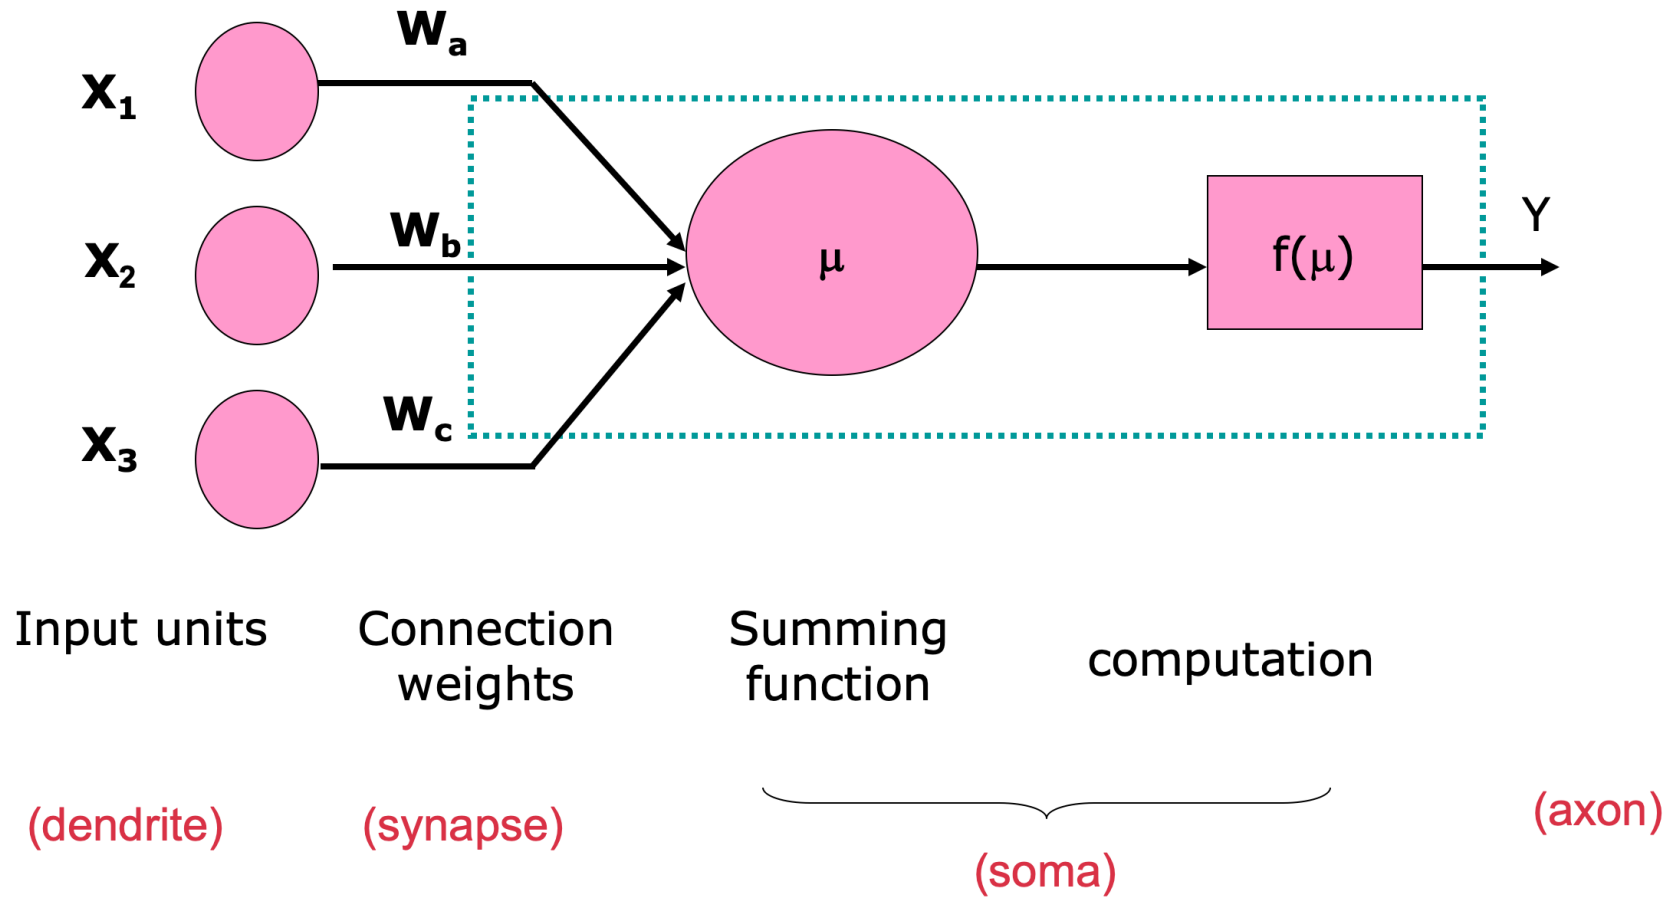 X1
Wa
X2
Wb
X3
Wc
μ
f(μ)
Y
Input units
Connection
weights
Summing
function
computation
(dendrite)
(synapse)
(soma)
(axon)